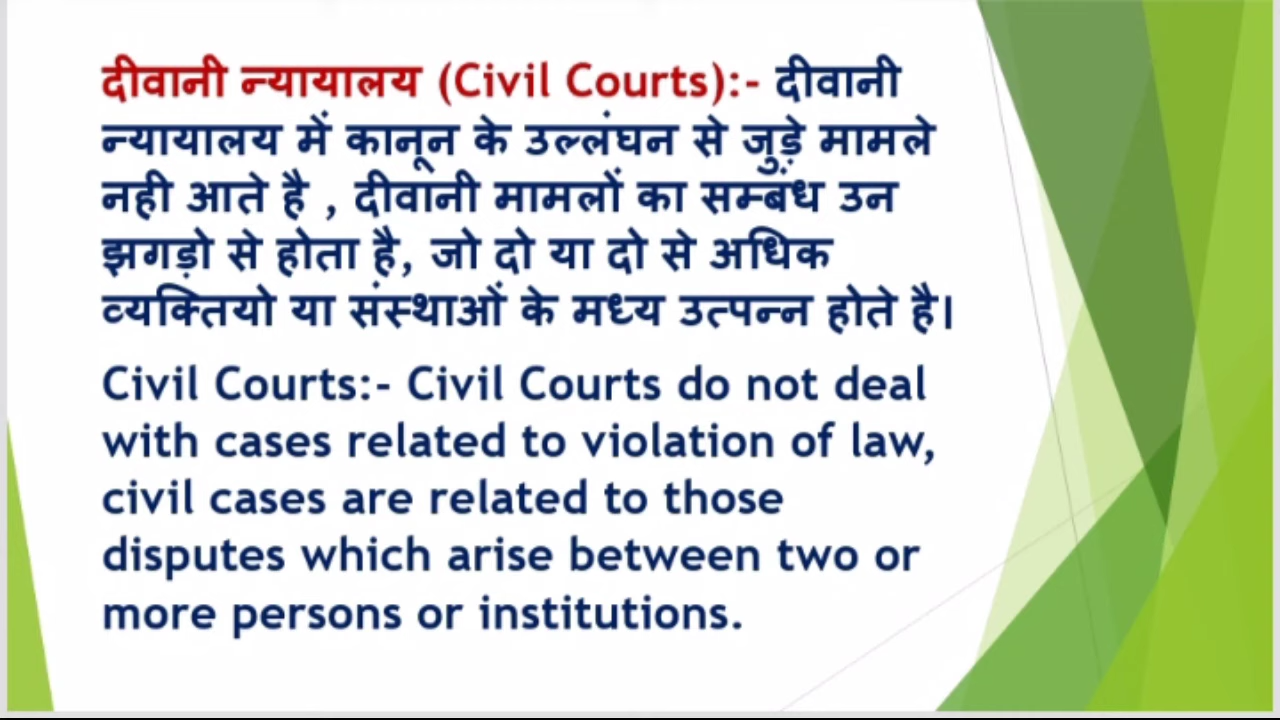 दीवानी न्यायालय (Civil Courts):- दीवानी
न्यायालय में कानून के उल्लंघन से जुड़े मामले
नही आते है , दीवानी मामलों का सम्बंध उन
झगड़ो से होता है, जो दो या दो से अधिक
व्यक्तियो या संस्थाओं के मध्य उत्पन्न होते है।
Civil Courts:- Civil Courts do not deal
with cases related to violation of law,
civil cases are related to those
disputes which arise between two or
more persons or institutions.